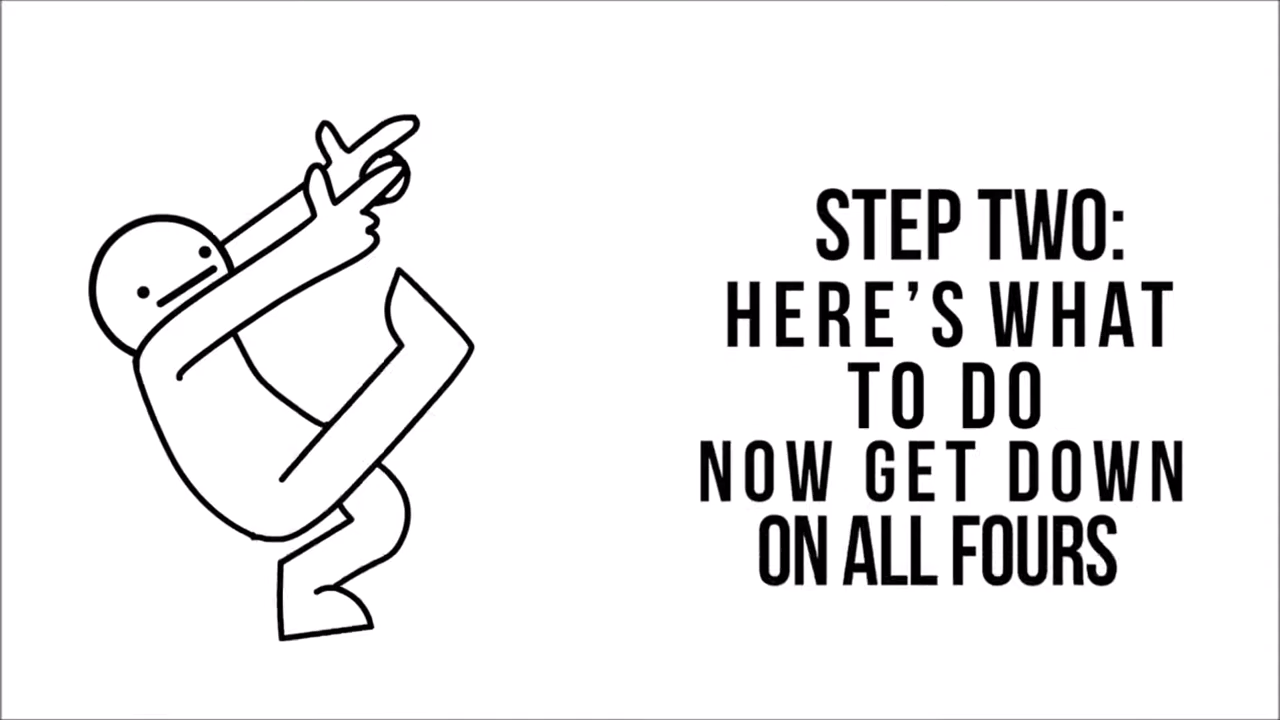 STEP TWO:
HERE'S WHAT
TO DO
NOW GET DOWN
ON ALL FOURS